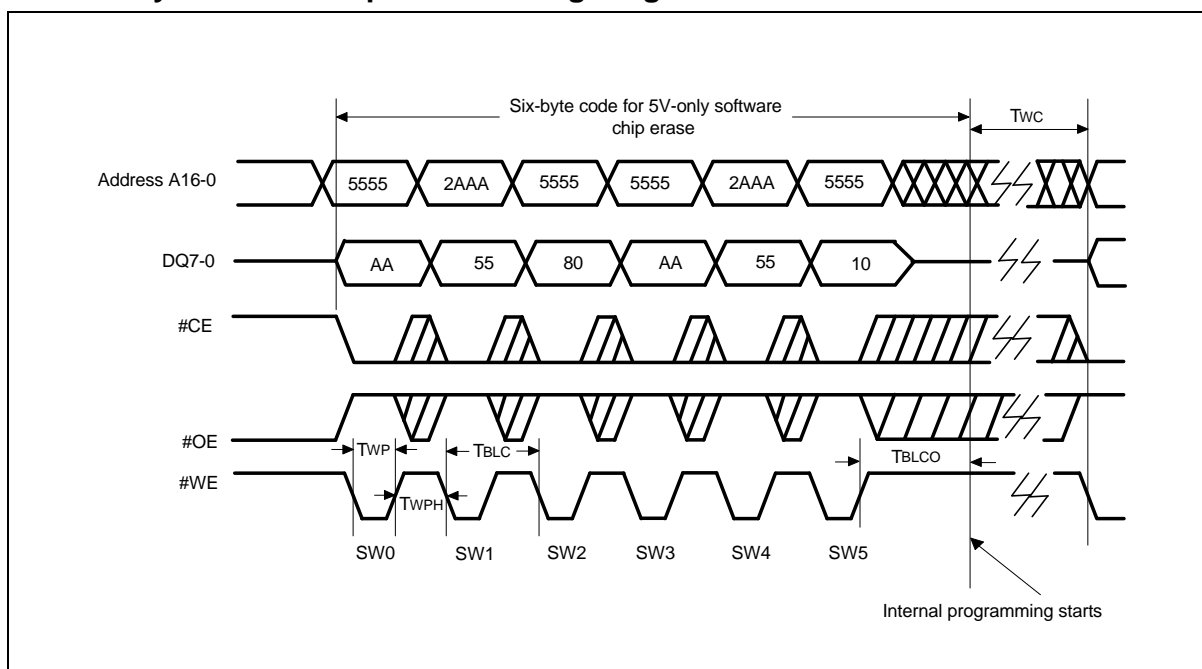 Six-byte code for 5V-only software
chip erase
TWC
Address A16-0
5555
2AAA
5555
5555
2AAA
5555
DQ7-0
AA
55
80
AA
55
10
#CE
#OE
TWP
TBLC
TBLCO
#WE
TWPH
SW0
SW1
SW2
SW3
SW4
SW5
Internal programming starts